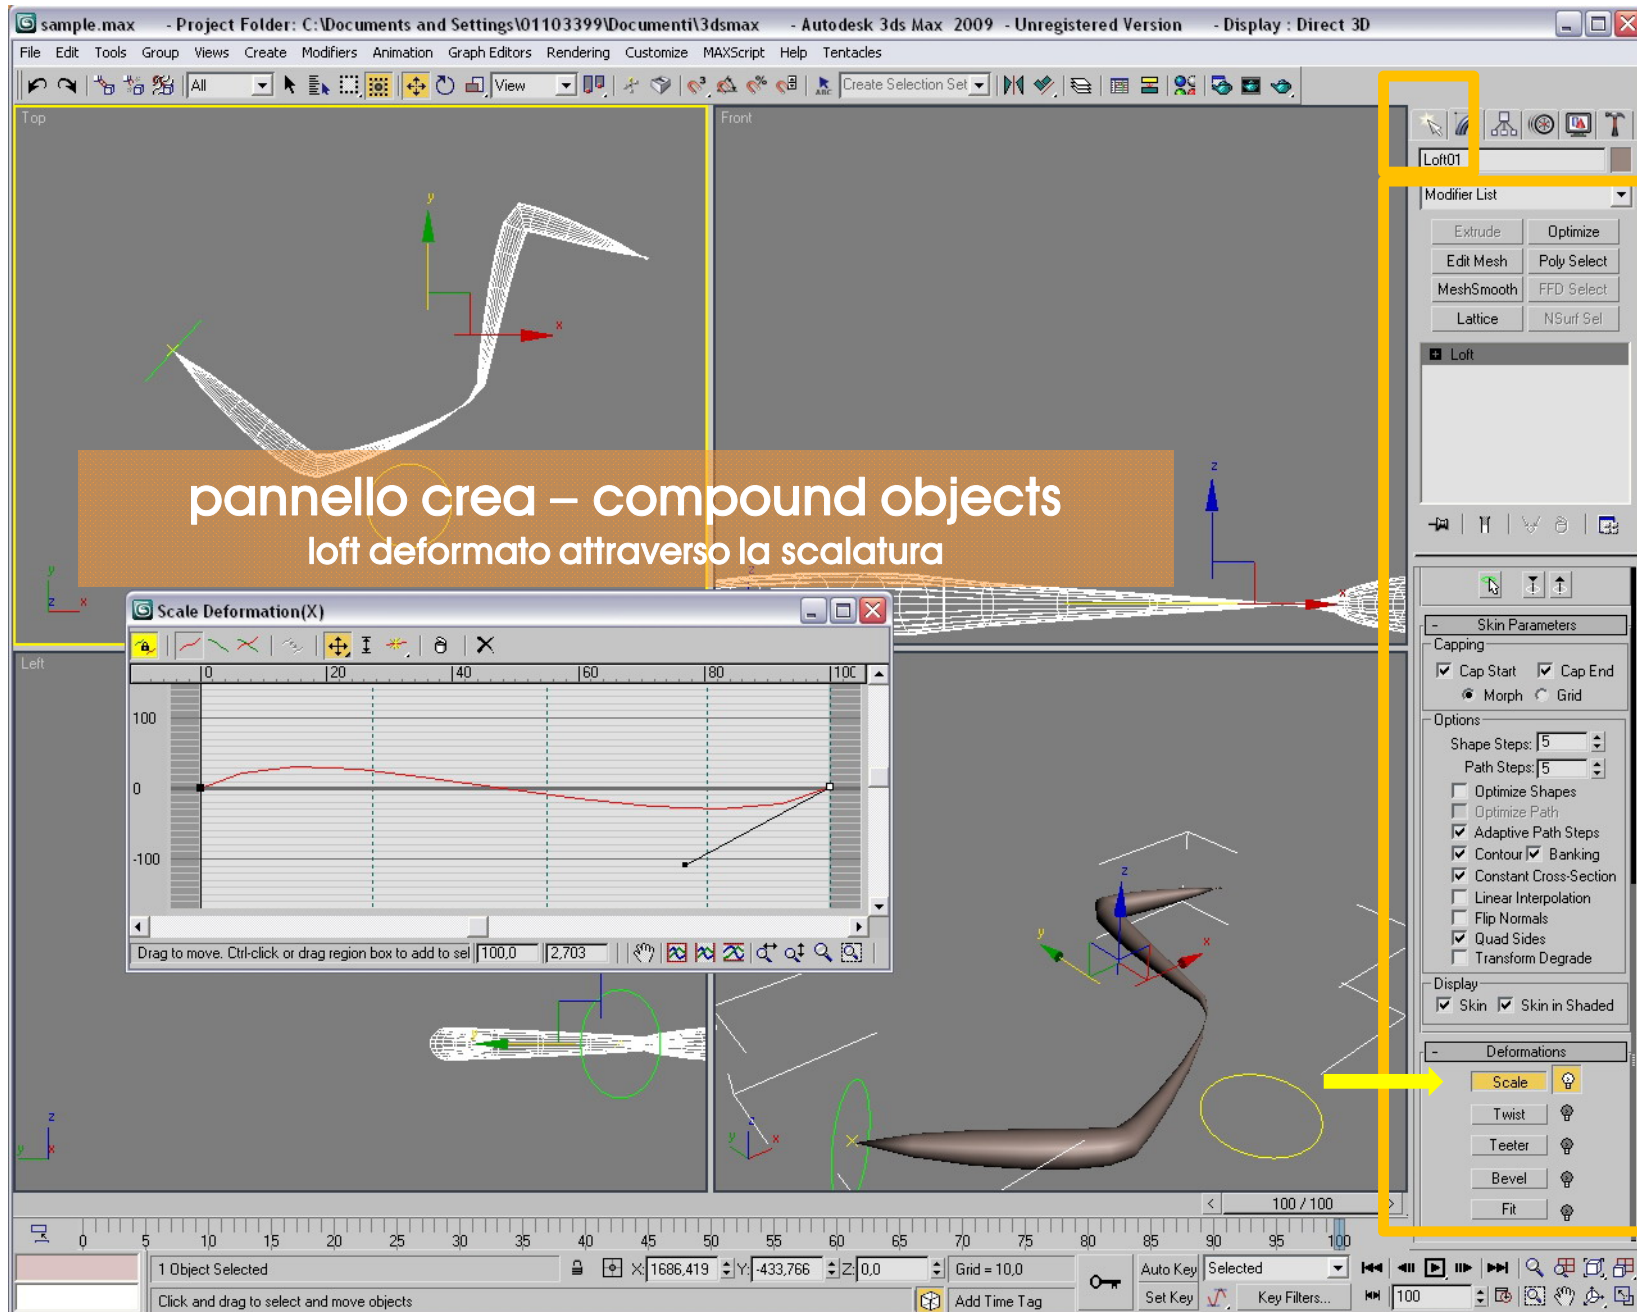 sample.max - Project Folder: C:\Documents and Settings\01103399\Documenti\3dsmax - Autodesk 3ds Max 2009 - Unregistered Version - Display : Direct 3D
File Edit Tools Group Views Create Modifiers Animation Graph Editors Rendering Customize MAXScript Help Tentacles
All View Create Selection Set
Top
Front
Loft01
Modifier List
Extrude Optimize
Edit Mesh Poly Select
MeshSmooth FFD Select
Lattice NSurf Sel
Loft
y
x
z
x
pannello crea – compound objects
loft deformato attraverso la scalatura
y
z x
Scale Deformation(X)
0 20 40 60 80 100
100
0
-100
Drag to move. Ctrl-click or drag region box to add to sel 100,0 2,703
Left
Skin Parameters
Capping
Cap Start Cap End
Morph Grid
Options
Shape Steps: 5
Path Steps: 5
Optimize Shapes
Optimize Path
Adaptive Path Steps
Contour Banking
Constant Cross-Section
Linear Interpolation
Flip Normals
Quad Sides
Transform Degrade
Display
Skin Skin in Shaded
Deformations
Scale
Twist
Teeter
Bevel
Fit
z
y
x
y
z
y x
z
y x
< 100 / 100 >
0 5 10 15 20 25 30 35 40 45 50 55 60 65 70 75 80 85 90 95 100
1 Object Selected X: 1686,419 Y: -433,766 Z: 0,0 Grid = 10,0 Auto Key Selected
Click and drag to select and move objects Add Time Tag Set Key Key Filters... 100